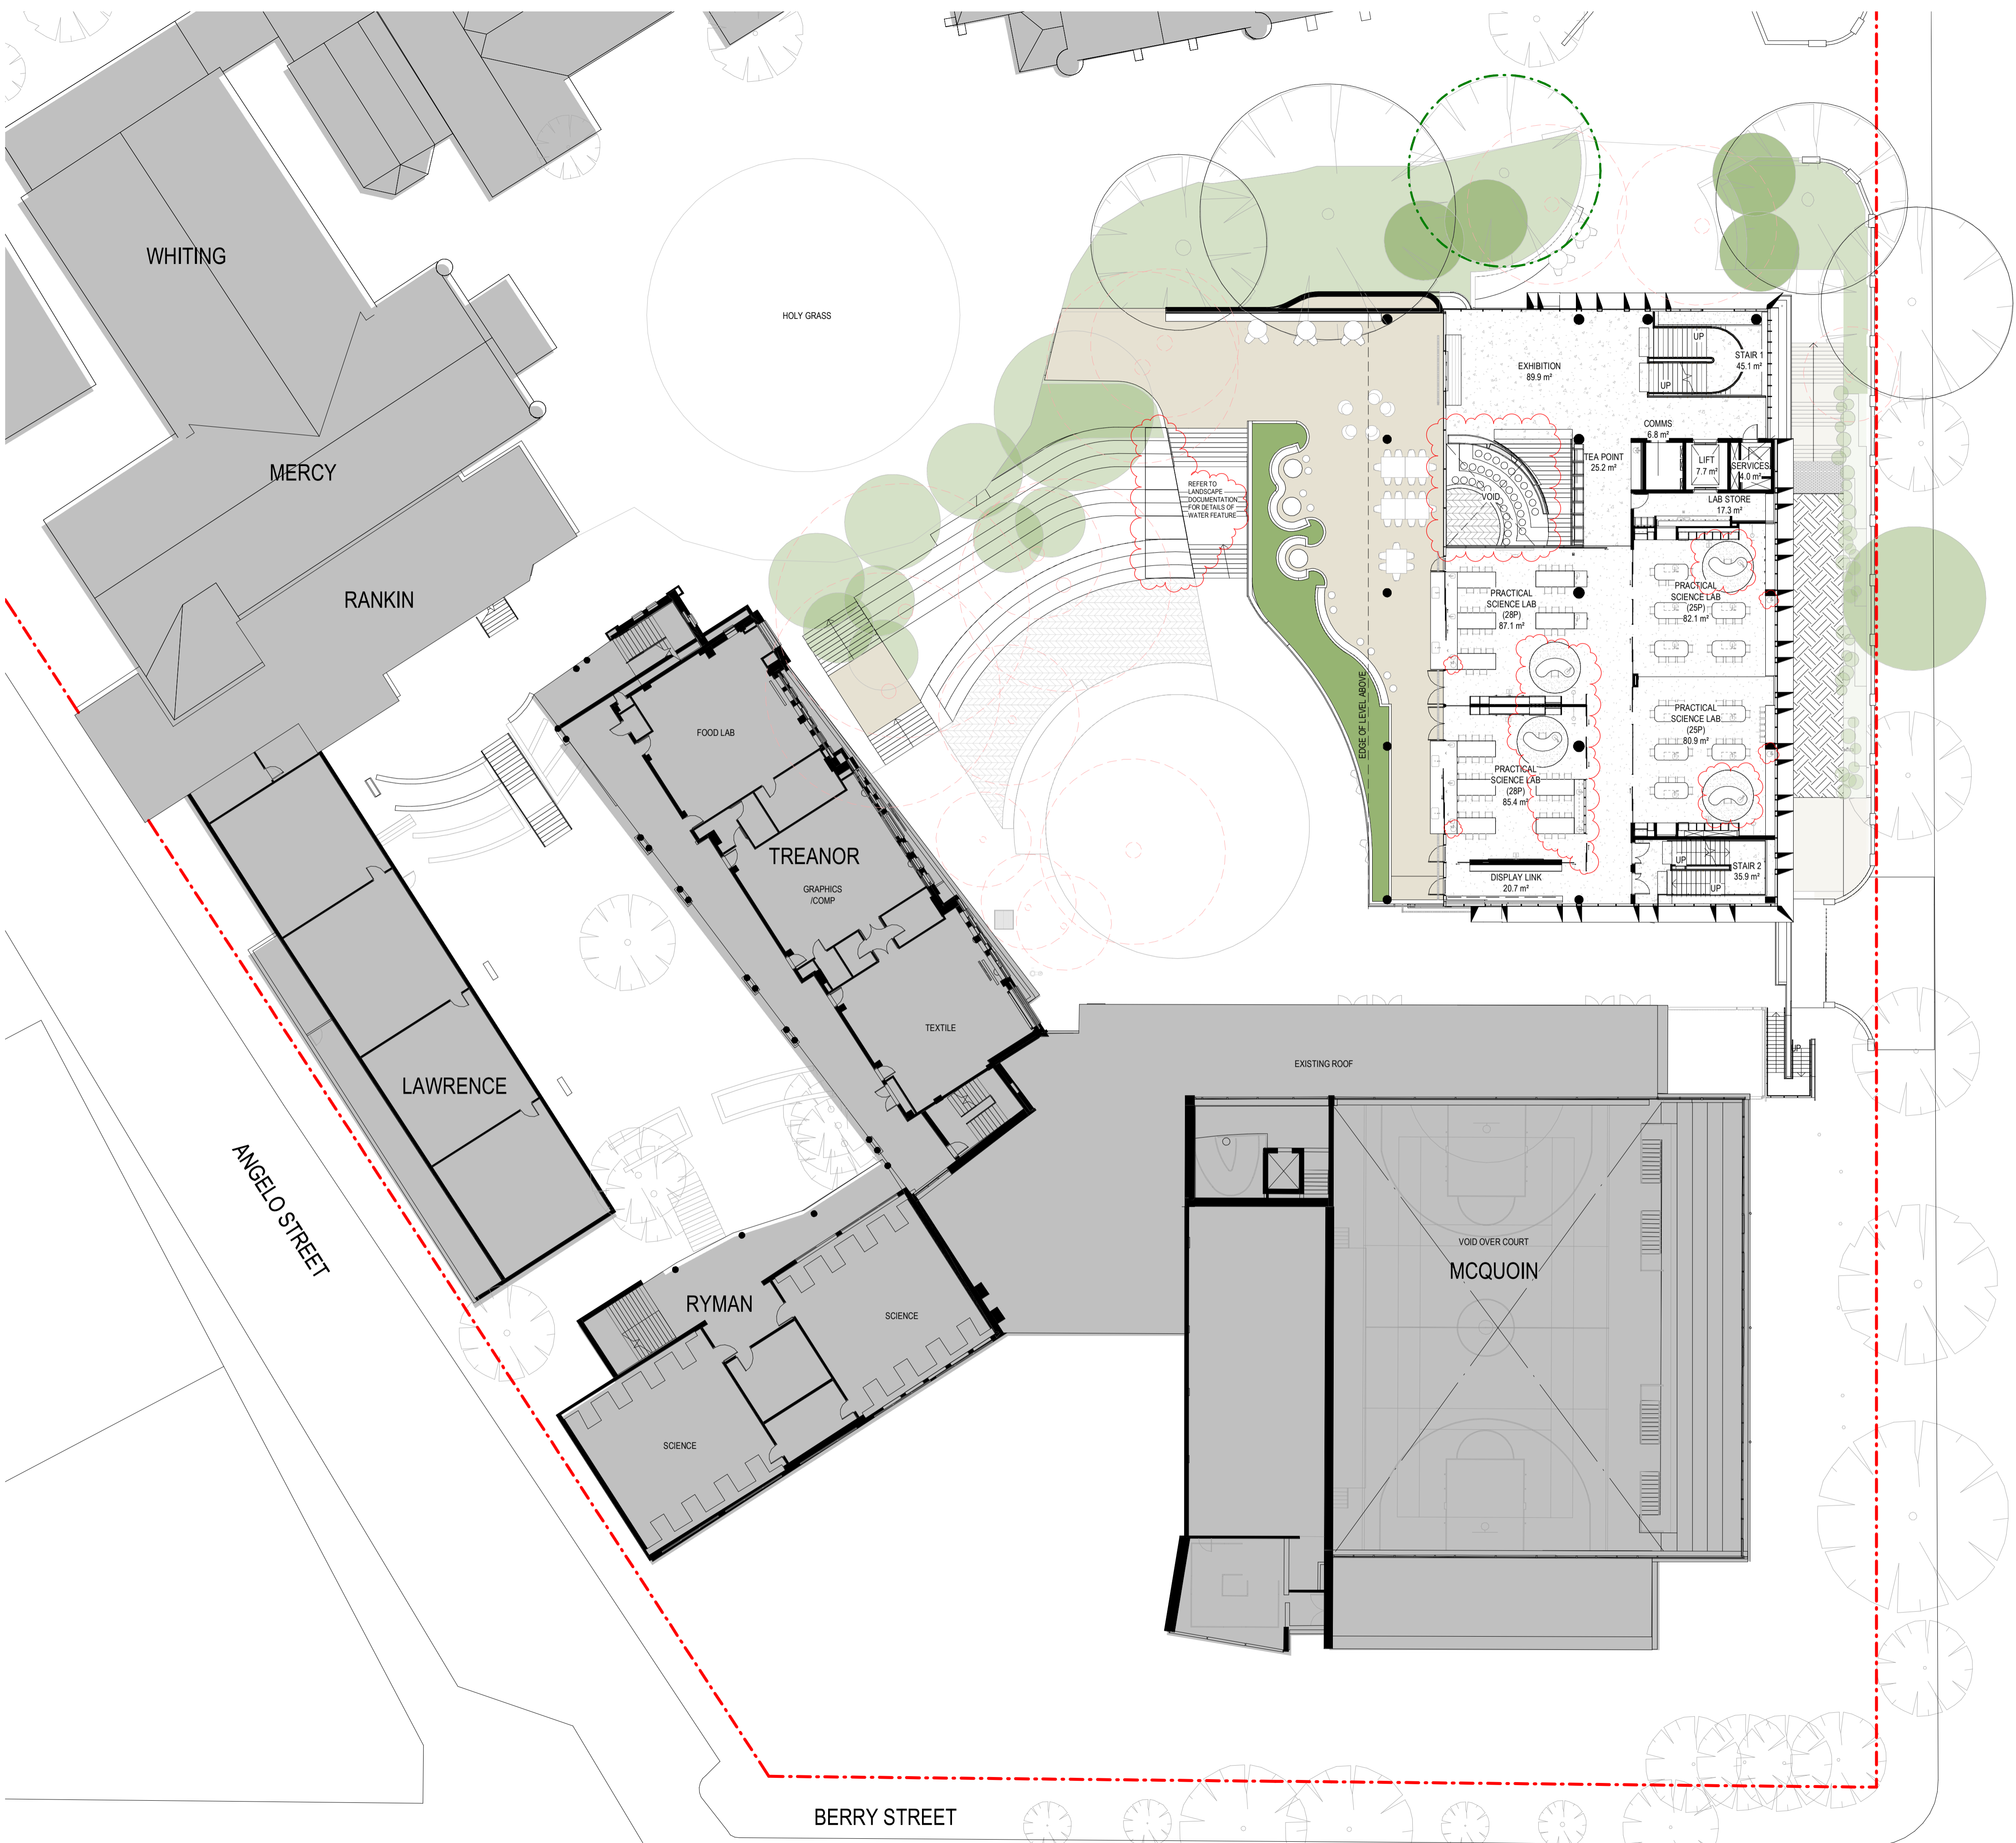 WHITING
HOLY GRASS
UP
STAIR 1
45.1 m²
EXHIBITION
89.9 m²
UP
COMMS
6.8 m²
MERCY
TEA POINT
25.2 m²
LIFT
7.7 m²
SERVICES
4.0 m²
REFER TO
LANDSCAPE
DOCUMENTATION
FOR DETAILS OF
WATER FEATURE
VOID
LAB STORE
17.3 m²
RANKIN
PRACTICAL
SCIENCE LAB
(28P)
87.1 m²
PRACTICAL
SCIENCE LAB
(25P)
82.1 m²
EDGE OF LEVEL ABOVE
FOOD LAB
PRACTICAL
SCIENCE LAB
(25P)
80.9 m²
PRACTICAL
SCIENCE LAB
(28P)
85.4 m²
TREANOR
GRAPHICS
/COMP
UP
STAIR 2
35.9 m²
DISPLAY LINK
20.7 m²
UP
TEXTILE
UP
EXISTING ROOF
LAWRENCE
ANGELO STREET
VOID OVER COURT
MCQUOIN
RYMAN
SCIENCE
SCIENCE
BERRY STREET